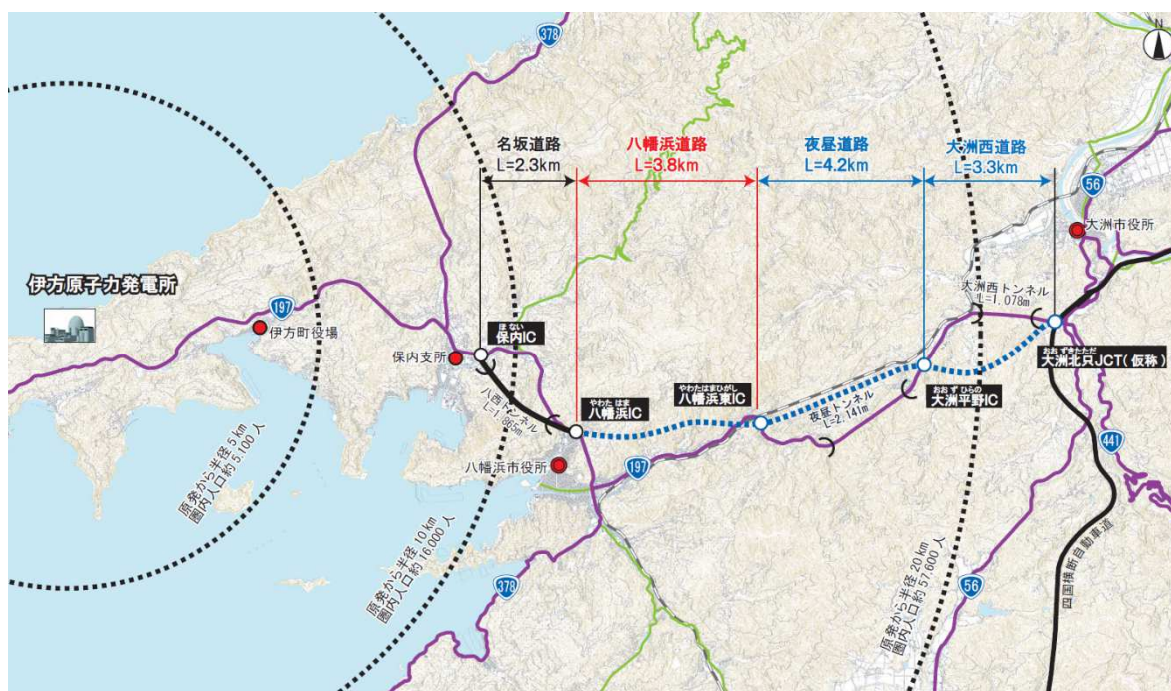 378
名坂道路
L=2.3km
八幡浜道路
L=3.8km
夜昼道路
L=4.2km
大洲西道路
L=3.3km
56
大洲市役所
伊方原子力発電所
197
伊方町役場
大洲西トンネル
L=1,078m
ほない
保内IC
保内支所
おおずきただ
大洲北只JCT(仮称)
やわたはま
八幡浜IC
やわたはまひがし
八幡浜東IC
おおずひらの
大洲平野IC
八西トンネル
L=1,865m
夜昼トンネル
L=2,141m
441
八幡浜市役所
197
原発から半径5km
圏内人口約5,100人
原発から半径10km
圏内人口約16,000人
原発から半径20km
圏内人口約57,600人
四国横断自動車道
378
56